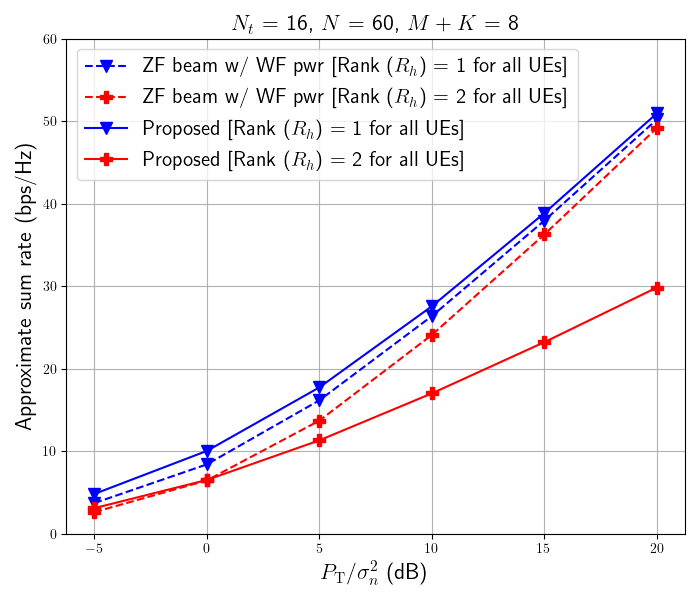 N_t = 16, N = 60, M + K = 8
60
50
40
30
20
10
0
Approximate sum rate (bps/Hz)
ZF beam w/ WF pwr [Rank (R_h) = 1 for all UEs]
ZF beam w/ WF pwr [Rank (R_h) = 2 for all UEs]
Proposed [Rank (R_h) = 1 for all UEs]
Proposed [Rank (R_h) = 2 for all UEs]
−5 0 5 10 15 20
P_T/σ_n^2 (dB)